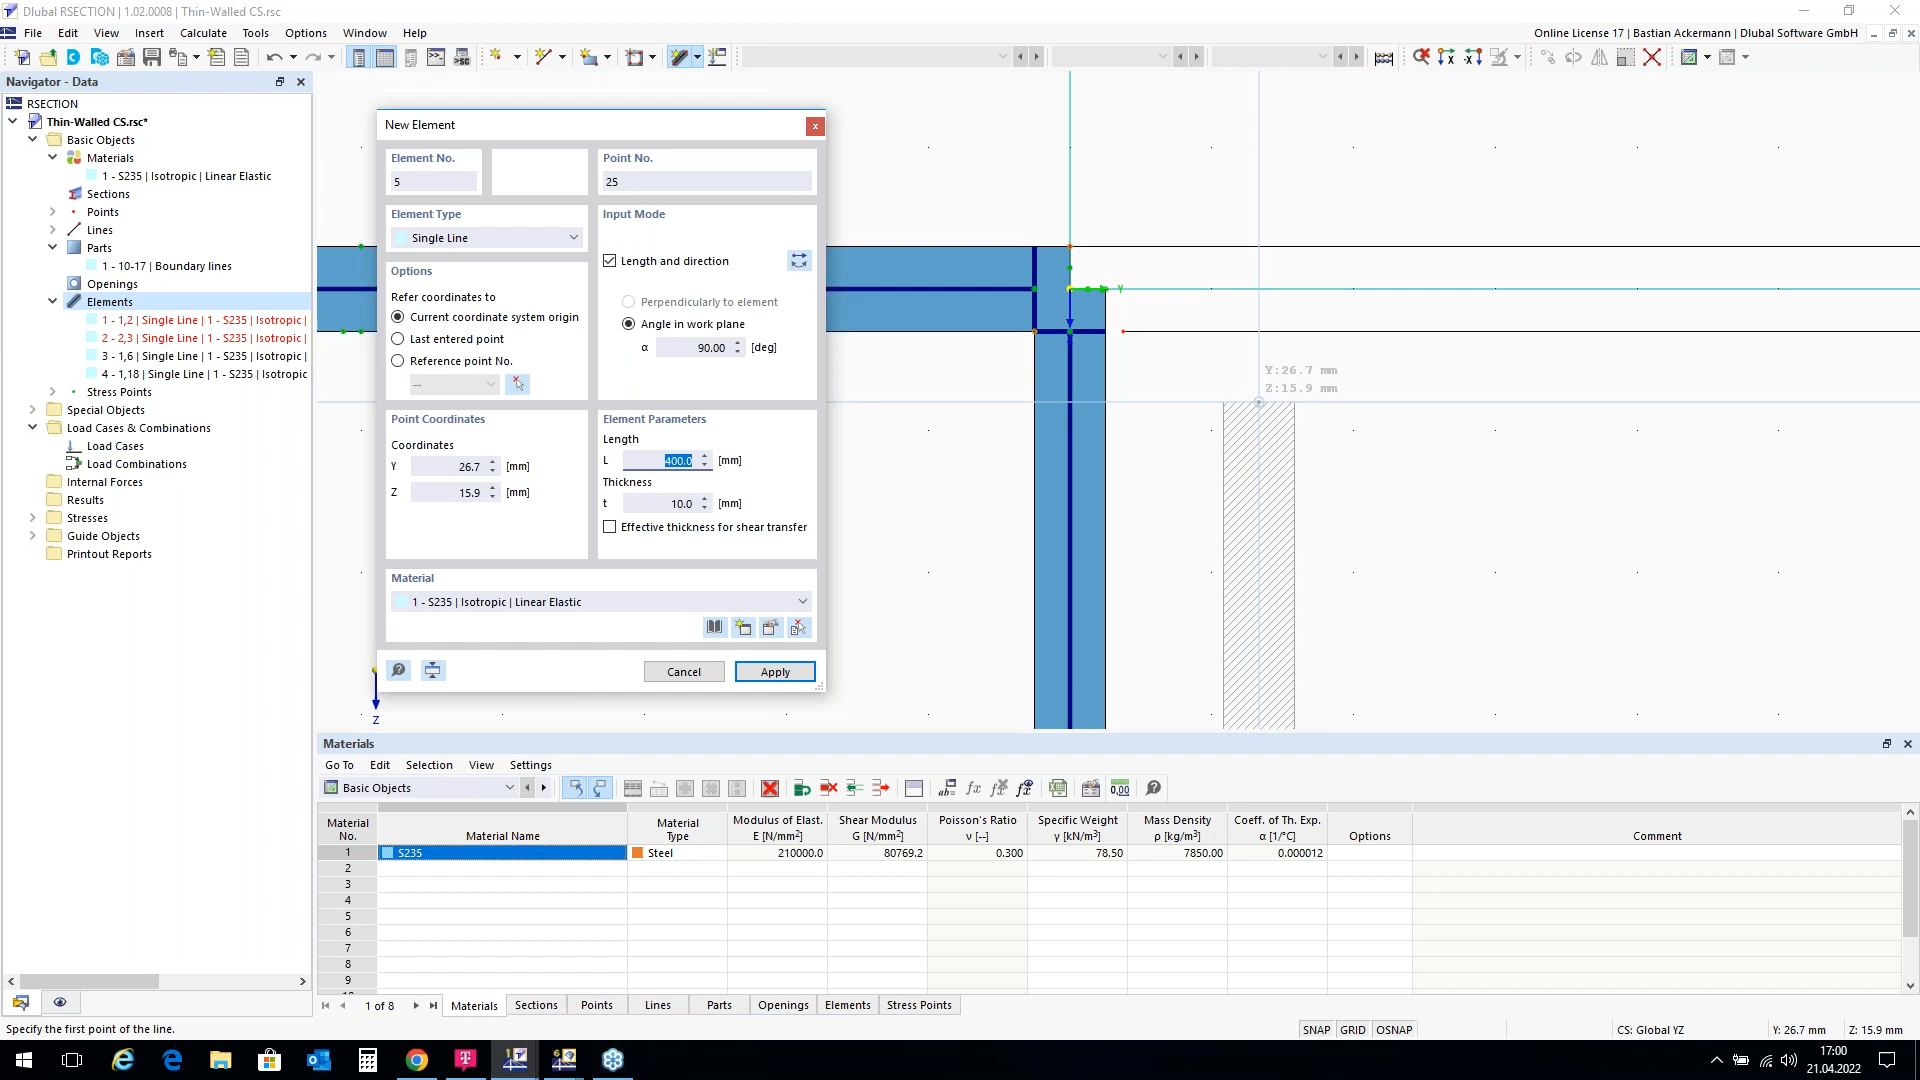 Dlubal RSECTION | 1.02.0008 | Thin-Walled CS.rsc
File Edit View Insert Calculate Tools Options Window Help
Online License 17 | Bastian Ackermann | Dlubal Software GmbH
Navigator - Data
RSECTION
Thin-Walled CS.rsc*
Basic Objects
Materials
1 - S235 | Isotropic | Linear Elastic
Sections
Points
Lines
Parts
1 - 10-17 | Boundary lines
Openings
Elements
1 - 1,2 | Single Line | 1 - S235 | Isotropic |
2 - 2,3 | Single Line | 1 - S235 | Isotropic |
3 - 1,6 | Single Line | 1 - S235 | Isotropic |
4 - 1,18 | Single Line | 1 - S235 | Isotropic
Stress Points
Special Objects
Load Cases & Combinations
Load Cases
Load Combinations
Internal Forces
Results
Stresses
Guide Objects
Printout Reports
New Element
Element No.
5
Point No.
25
Element Type
Single Line
Input Mode
Length and direction
Perpendicularly to element
Angle in work plane
α 90.00 [deg]
Options
Refer coordinates to
Current coordinate system origin
Last entered point
Reference point No.
--
Point Coordinates
Coordinates
Y 26.7 [mm]
Z 15.9 [mm]
Element Parameters
Length
L 400.0 [mm]
Thickness
t 10.0 [mm]
Effective thickness for shear transfer
Material
1 - S235 | Isotropic | Linear Elastic
Cancel Apply
Y
Y:26.7 mm
Z:15.9 mm
Z
Materials
Go To Edit Selection View Settings
Basic Objects
Material No. Material Name Material Type Modulus of Elast. E [N/mm²] Shear Modulus G [N/mm²] Poisson's Ratio ν [--] Specific Weight γ [kN/m³] Mass Density ρ [kg/m³] Coeff. of Th. Exp. α [1/°C] Options Comment
1 S235 Steel 210000.0 80769.2 0.300 78.50 7850.00 0.000012
2
3
4
5
6
7
8
9
1 of 8 Materials Sections Points Lines Parts Openings Elements Stress Points
Specify the first point of the line.
SNAP GRID OSNAP CS: Global YZ Y: 26.7 mm Z: 15.9 mm
17:00
21.04.2022